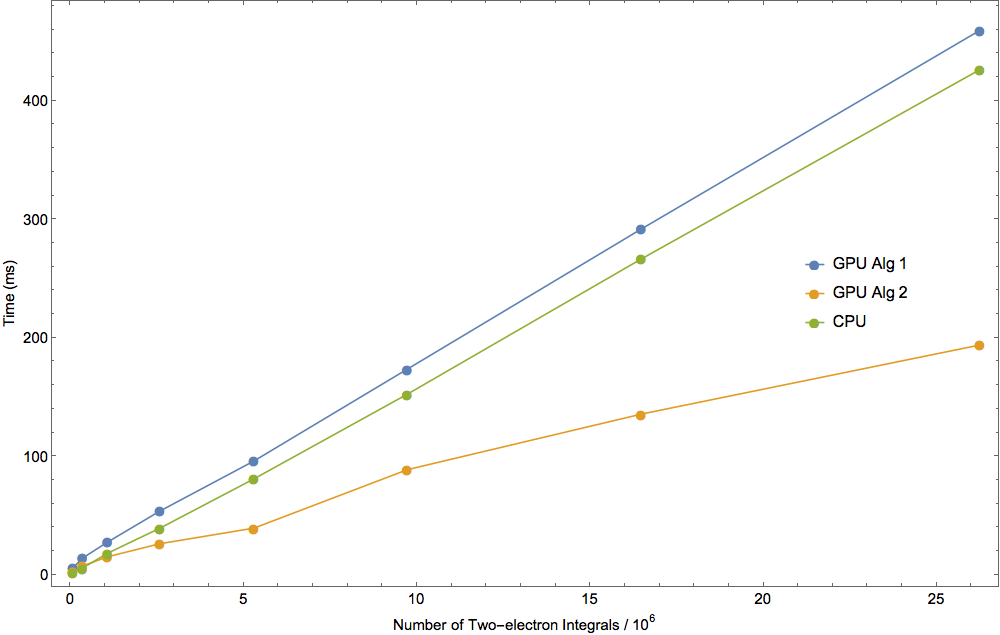 400
300
200
100
0
Time (ms)
GPU Alg 1
GPU Alg 2
CPU
0 5 10 15 20 25
Number of Two-electron Integrals / 10^6